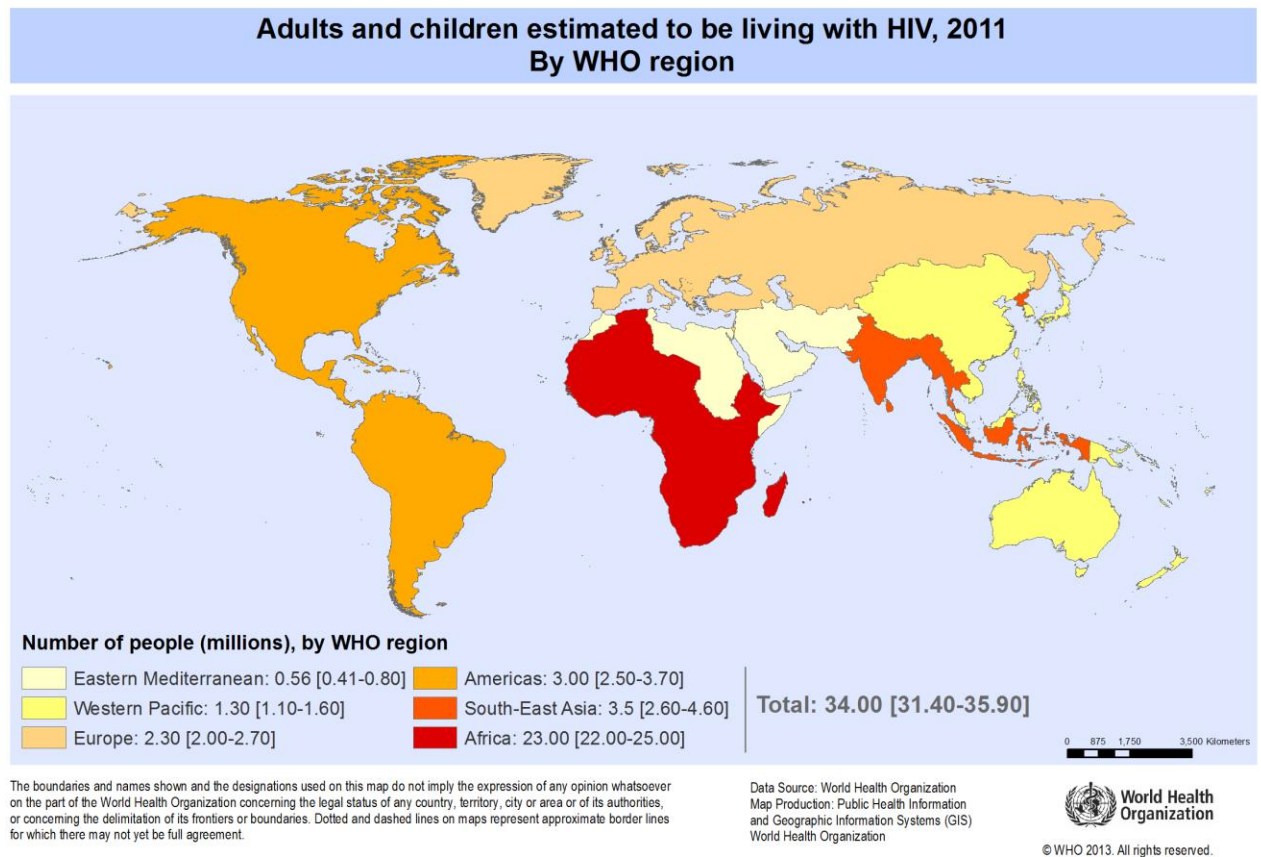 Adults and children estimated to be living with HIV, 2011
By WHO region
Number of people (millions), by WHO region
Eastern Mediterranean: 0.56 [0.41-0.80]
Western Pacific: 1.30 [1.10-1.60]
Europe: 2.30 [2.00-2.70]
Americas: 3.00 [2.50-3.70]
South-East Asia: 3.5 [2.60-4.60]
Africa: 23.00 [22.00-25.00]
Total: 34.00 [31.40-35.90]
0 875 1,750 3,500 Kilometers
The boundaries and names shown and the designations used on this map do not imply the expression of any opinion whatsoever
on the part of the World Health Organization concerning the legal status of any country, territory, city or area or of its authorities,
or concerning the delimitation of its frontiers or boundaries. Dotted and dashed lines on maps represent approximate border lines
for which there may not yet be full agreement.
Data Source: World Health Organization
Map Production: Public Health Information
and Geographic Information Systems (GIS)
World Health Organization
World Health
Organization
© WHO 2013. All rights reserved.